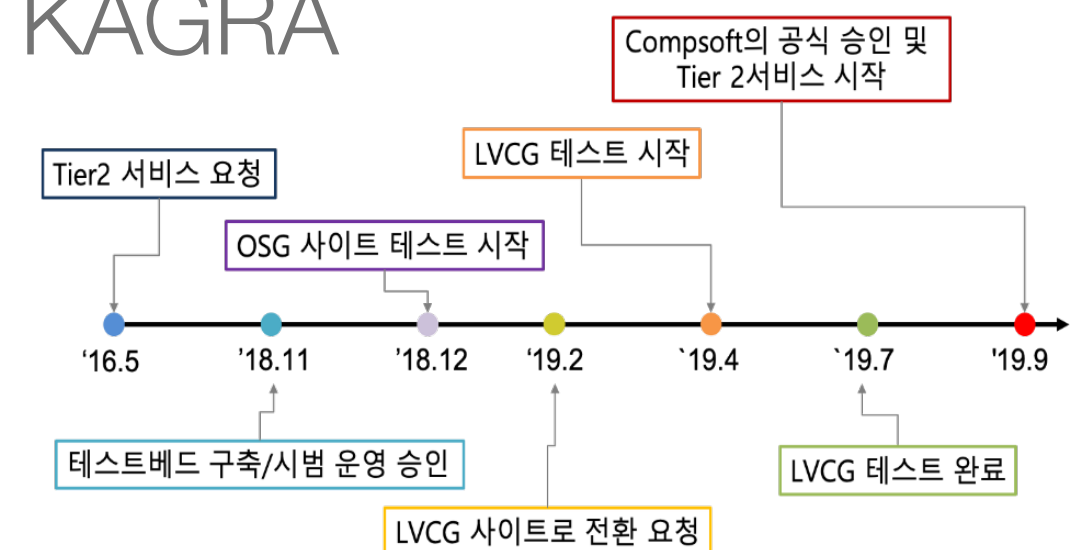 KAGRA
Compsoft의 공식 승인 및
Tier 2서비스 시작
LVCG 테스트 시작
Tier2 서비스 요청
OSG 사이트 테스트 시작
‘16.5
’18.11
’18.12
‘19.2
`19.4
`19.7
'19.9
테스트베드 구축/시범 운영 승인
LVCG 테스트 완료
LVCG 사이트로 전환 요청